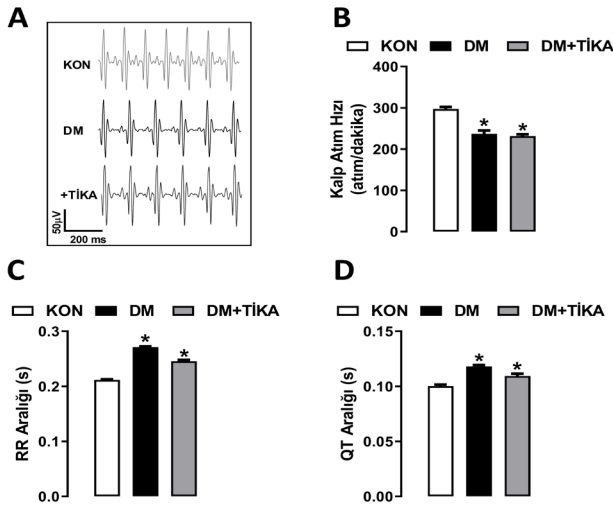 A
KON
DM
+TİKA
50µV
200 ms
B
KON DM DM+TİKA
Kalp Atım Hızı
(atım/dakika)
400
300
200
100
0
*
*
C
KON DM DM+TİKA
RR Aralığı (s)
0.3
0.2
0.1
0.0
*
*
D
KON DM DM+TİKA
QT Aralığı (s)
0.15
0.10
0.05
0.00
*
*